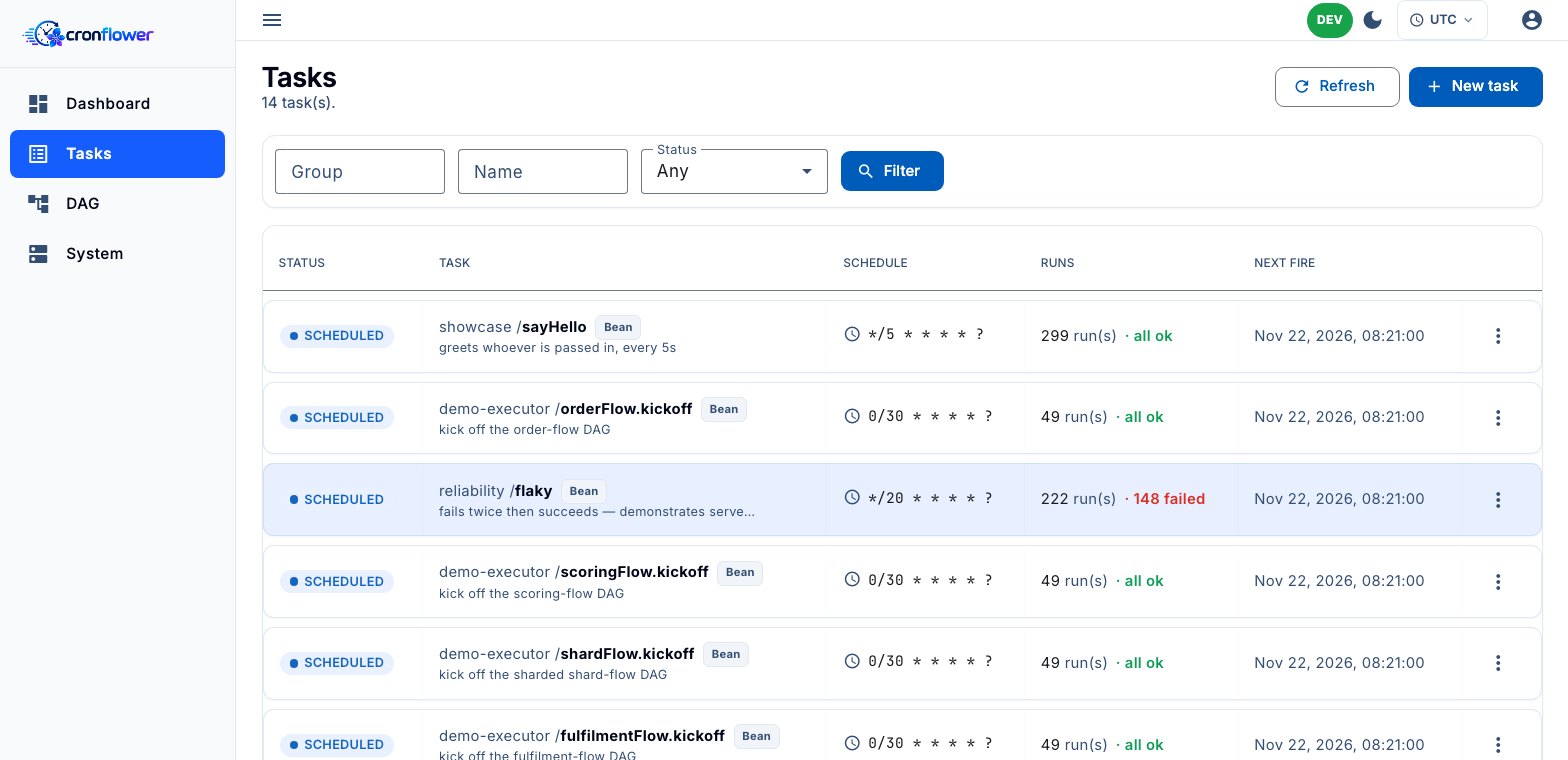 cronflower
DEV
UTC
Dashboard
Tasks
DAG
System
Tasks
14 task(s).
Refresh
New task
Group
Name
Status
Any
Filter
STATUS TASK SCHEDULE RUNS NEXT FIRE
SCHEDULED showcase /sayHello Bean */5 * * * * ? 299 run(s) · all ok Nov 22, 2026, 08:21:00
greets whoever is passed in, every 5s
SCHEDULED demo-executor /orderFlow.kickoff Bean 0/30 * * * * ? 49 run(s) · all ok Nov 22, 2026, 08:21:00
kick off the order-flow DAG
SCHEDULED reliability /flaky Bean */20 * * * * ? 222 run(s) · 148 failed Nov 22, 2026, 08:21:00
fails twice then succeeds — demonstrates serve...
SCHEDULED demo-executor /scoringFlow.kickoff Bean 0/30 * * * * ? 49 run(s) · all ok Nov 22, 2026, 08:21:00
kick off the scoring-flow DAG
SCHEDULED demo-executor /shardFlow.kickoff Bean 0/30 * * * * ? 49 run(s) · all ok Nov 22, 2026, 08:21:00
kick off the sharded shard-flow DAG
SCHEDULED demo-executor /fulfilmentFlow.kickoff Bean 0/30 * * * * ? 49 run(s) · all ok Nov 22, 2026, 08:21:00
kick off the fulfilment-flow DAG